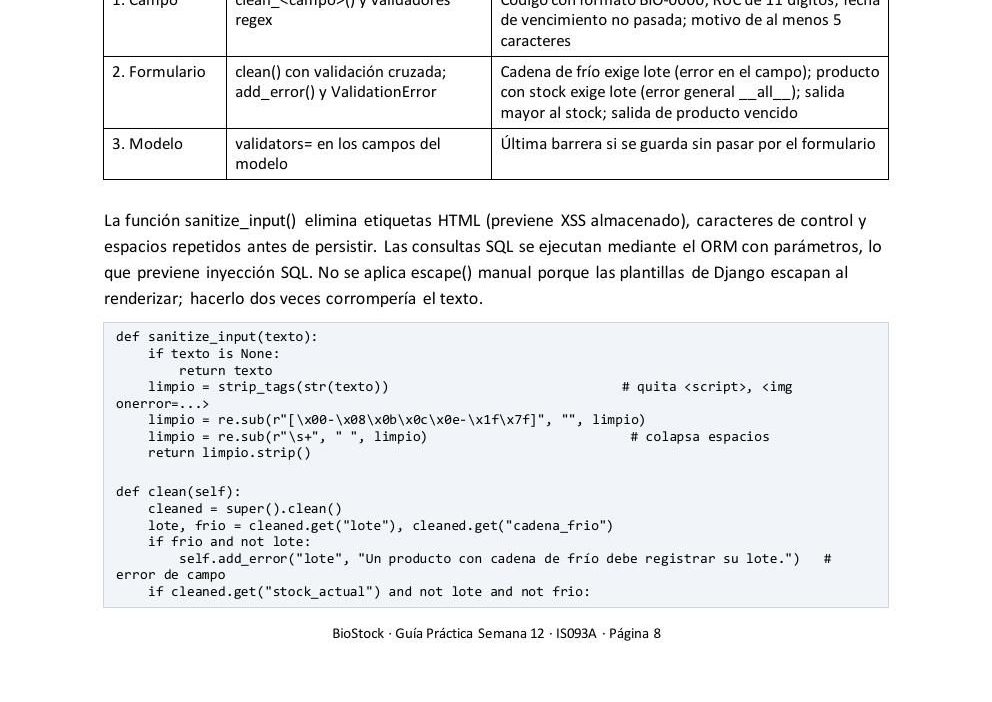 1. Campo
clean_<campo>() y validadores
regex
Código con formato BIO-0000; RUC de 11 dígitos; fecha
de vencimiento no pasada; motivo de al menos 5
caracteres
2. Formulario
clean() con validación cruzada;
add_error() y ValidationError
Cadena de frío exige lote (error en el campo); producto
con stock exige lote (error general __all__); salida
mayor al stock; salida de producto vencido
3. Modelo
validators= en los campos del
modelo
Última barrera si se guarda sin pasar por el formulario
La función sanitize_input() elimina etiquetas HTML (previene XSS almacenado), caracteres de control y
espacios repetidos antes de persistir. Las consultas SQL se ejecutan mediante el ORM con parámetros, lo
que previene inyección SQL. No se aplica escape() manual porque las plantillas de Django escapan al
renderizar; hacerlo dos veces corrompería el texto.
def sanitize_input(texto):
    if texto is None:
        return texto
    limpio = strip_tags(str(texto))                              # quita <script>, <img
onerror=...>
    limpio = re.sub(r"[\x00-\x08\x0b\x0c\x0e-\x1f\x7f]", "", limpio)
    limpio = re.sub(r"\s+", " ", limpio)                          # colapsa espacios
    return limpio.strip()
def clean(self):
    cleaned = super().clean()
    lote, frio = cleaned.get("lote"), cleaned.get("cadena_frio")
    if frio and not lote:
        self.add_error("lote", "Un producto con cadena de frío debe registrar su lote.")   #
error de campo
    if cleaned.get("stock_actual") and not lote and not frio:
BioStock · Guía Práctica Semana 12 · IS093A · Página 8